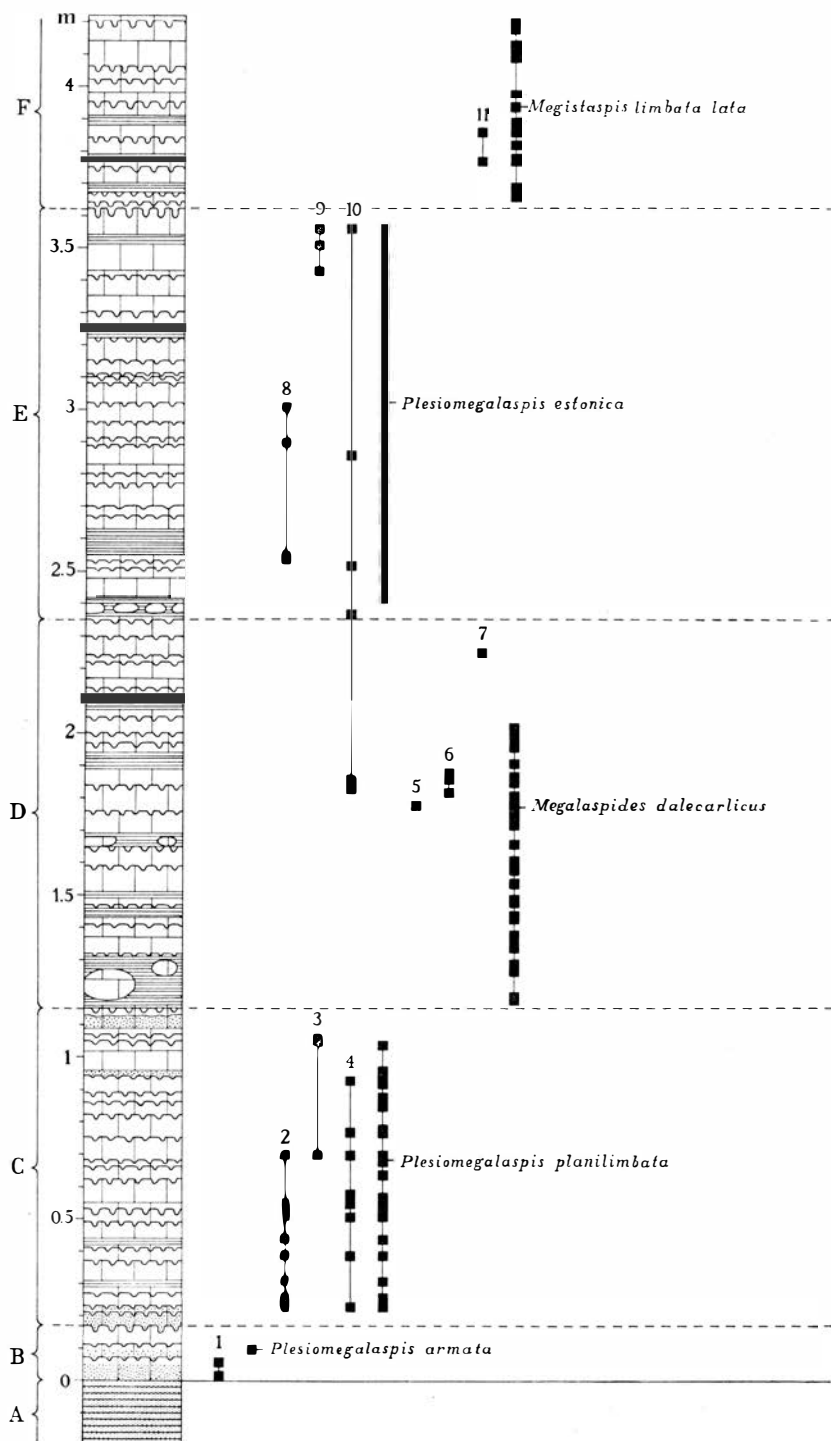 m
4
F
11
Megistaspis limbata lata
9 10
3.5
8
3
E
Plesiomegalaspis estonica
2.5
7
2
6
5
D
Megalaspides dalecarlicus
1.5
3
1
4
2
C
Plesiomegalaspis planilimbata
0.5
1
B
Plesiomegalaspis armata
0
A